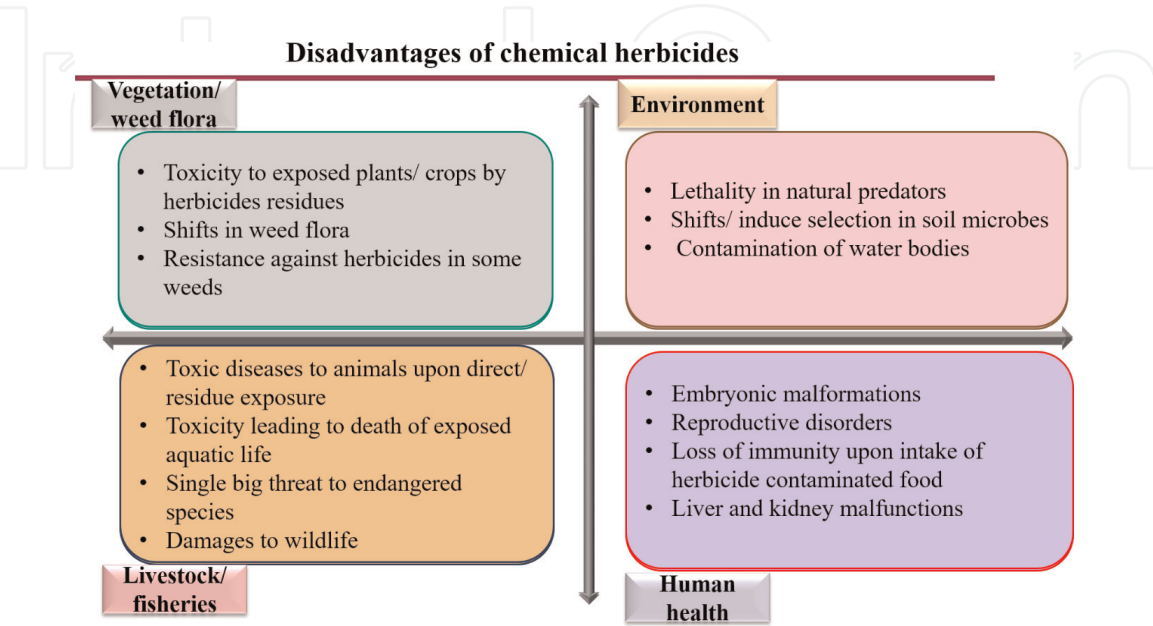 Disadvantages of chemical herbicides
Vegetation/
weed flora
• Toxicity to exposed plants/ crops by
herbicides residues
• Shifts in weed flora
• Resistance against herbicides in some
weeds
Environment
• Lethality in natural predators
• Shifts/ induce selection in soil microbes
• Contamination of water bodies
• Toxic diseases to animals upon direct/
residue exposure
• Toxicity leading to death of exposed
aquatic life
• Single big threat to endangered
species
• Damages to wildlife
Livestock/
fisheries
• Embryonic malformations
• Reproductive disorders
• Loss of immunity upon intake of
herbicide contaminated food
• Liver and kidney malfunctions
Human
health